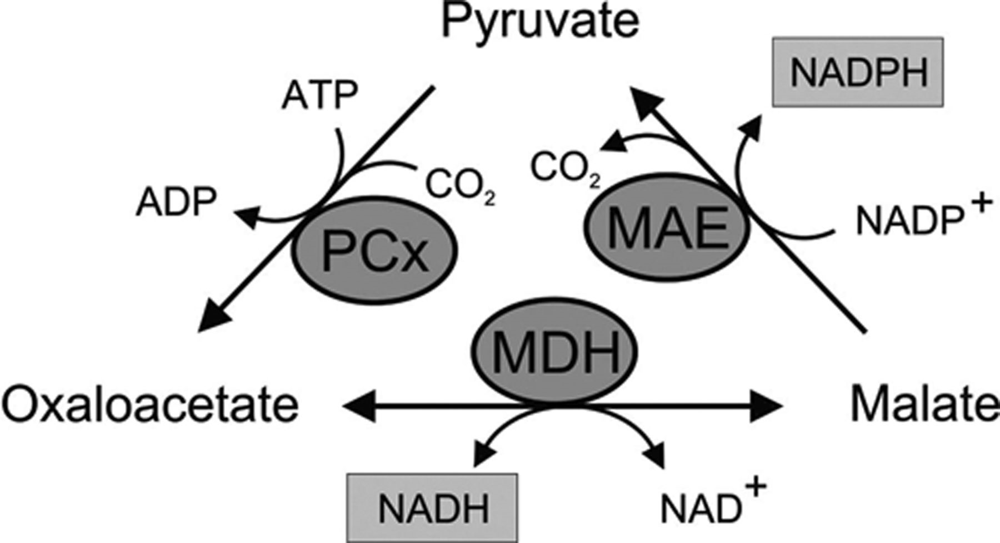 Pyruvate
NADPH
ATP
CO₂
CO₂
ADP
NADP⁺
PCx
MAE
MDH
Oxaloacetate
Malate
NADH
NAD⁺